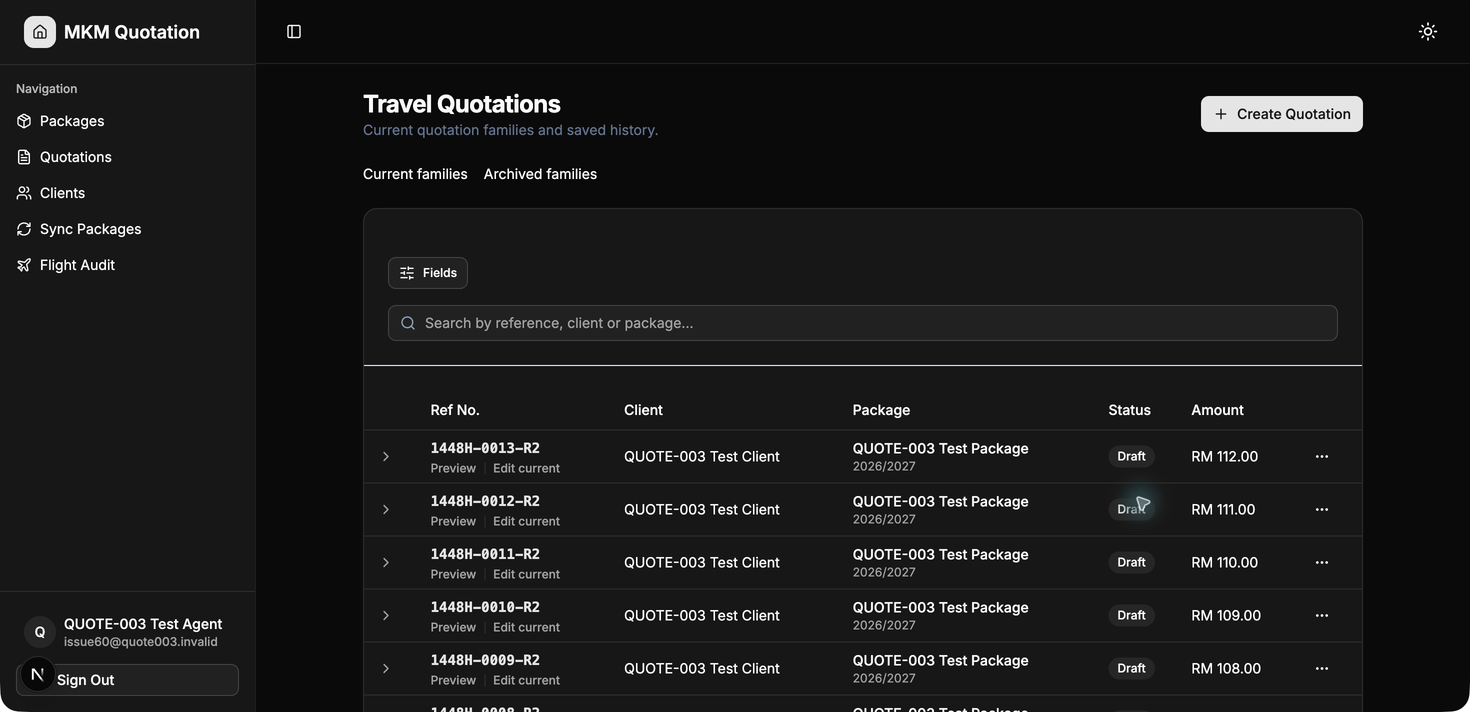 MKM Quotation
Navigation
Packages
Quotations
Clients
Sync Packages
Flight Audit
QUOTE-003 Test Agent
issue60@quote003.invalid
Q
N
Sign Out
Travel Quotations
Current quotation families and saved history.
Create Quotation
Current families Archived families
Fields
Search by reference, client or package...
Ref No. Client Package Status Amount
1448H-0013-R2 QUOTE-003 Test Client QUOTE-003 Test Package Draft RM 112.00
Preview Edit current 2026/2027
1448H-0012-R2 QUOTE-003 Test Client QUOTE-003 Test Package Draft RM 111.00
Preview Edit current 2026/2027
1448H-0011-R2 QUOTE-003 Test Client QUOTE-003 Test Package Draft RM 110.00
Preview Edit current 2026/2027
1448H-0010-R2 QUOTE-003 Test Client QUOTE-003 Test Package Draft RM 109.00
Preview Edit current 2026/2027
1448H-0009-R2 QUOTE-003 Test Client QUOTE-003 Test Package Draft RM 108.00
Preview Edit current 2026/2027